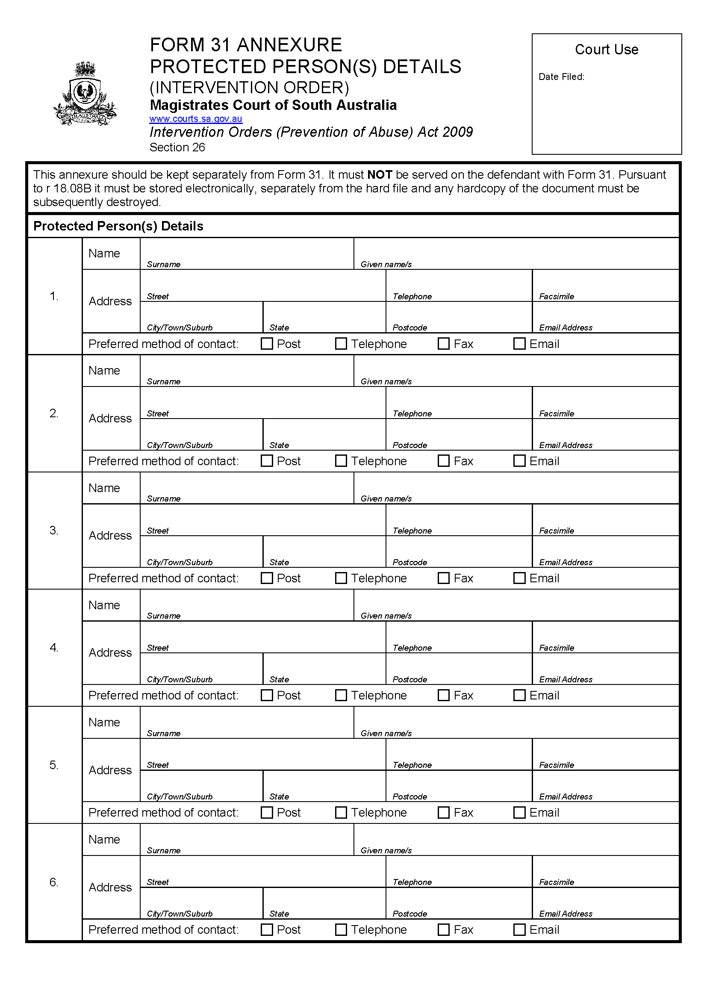 FORM 31 ANNEXURE
PROTECTED PERSON(S) DETAILS
(INTERVENTION ORDER)
Magistrates Court of South Australia
www.courts.sa.gov.au
Intervention Orders (Prevention of Abuse) Act 2009
Section 26
Court Use
Date Filed:
SOUTH AUSTRALIA
This annexure should be kept separately from Form 31. It must NOT be served on the defendant with Form 31. Pursuant
to r 18.08B it must be stored electronically, separately from the hard file and any hardcopy of the document must be
subsequently destroyed.
Protected Person(s) Details
1.
Name
Surname Given name/s
Address
Street Telephone Facsimile
City/Town/Suburb State Postcode Email Address
Preferred method of contact: Post Telephone Fax Email
2.
Name
Surname Given name/s
Address
Street Telephone Facsimile
City/Town/Suburb State Postcode Email Address
Preferred method of contact: Post Telephone Fax Email
3.
Name
Surname Given name/s
Address
Street Telephone Facsimile
City/Town/Suburb State Postcode Email Address
Preferred method of contact: Post Telephone Fax Email
4.
Name
Surname Given name/s
Address
Street Telephone Facsimile
City/Town/Suburb State Postcode Email Address
Preferred method of contact: Post Telephone Fax Email
5.
Name
Surname Given name/s
Address
Street Telephone Facsimile
City/Town/Suburb State Postcode Email Address
Preferred method of contact: Post Telephone Fax Email
6.
Name
Surname Given name/s
Address
Street Telephone Facsimile
City/Town/Suburb State Postcode Email Address
Preferred method of contact: Post Telephone Fax Email